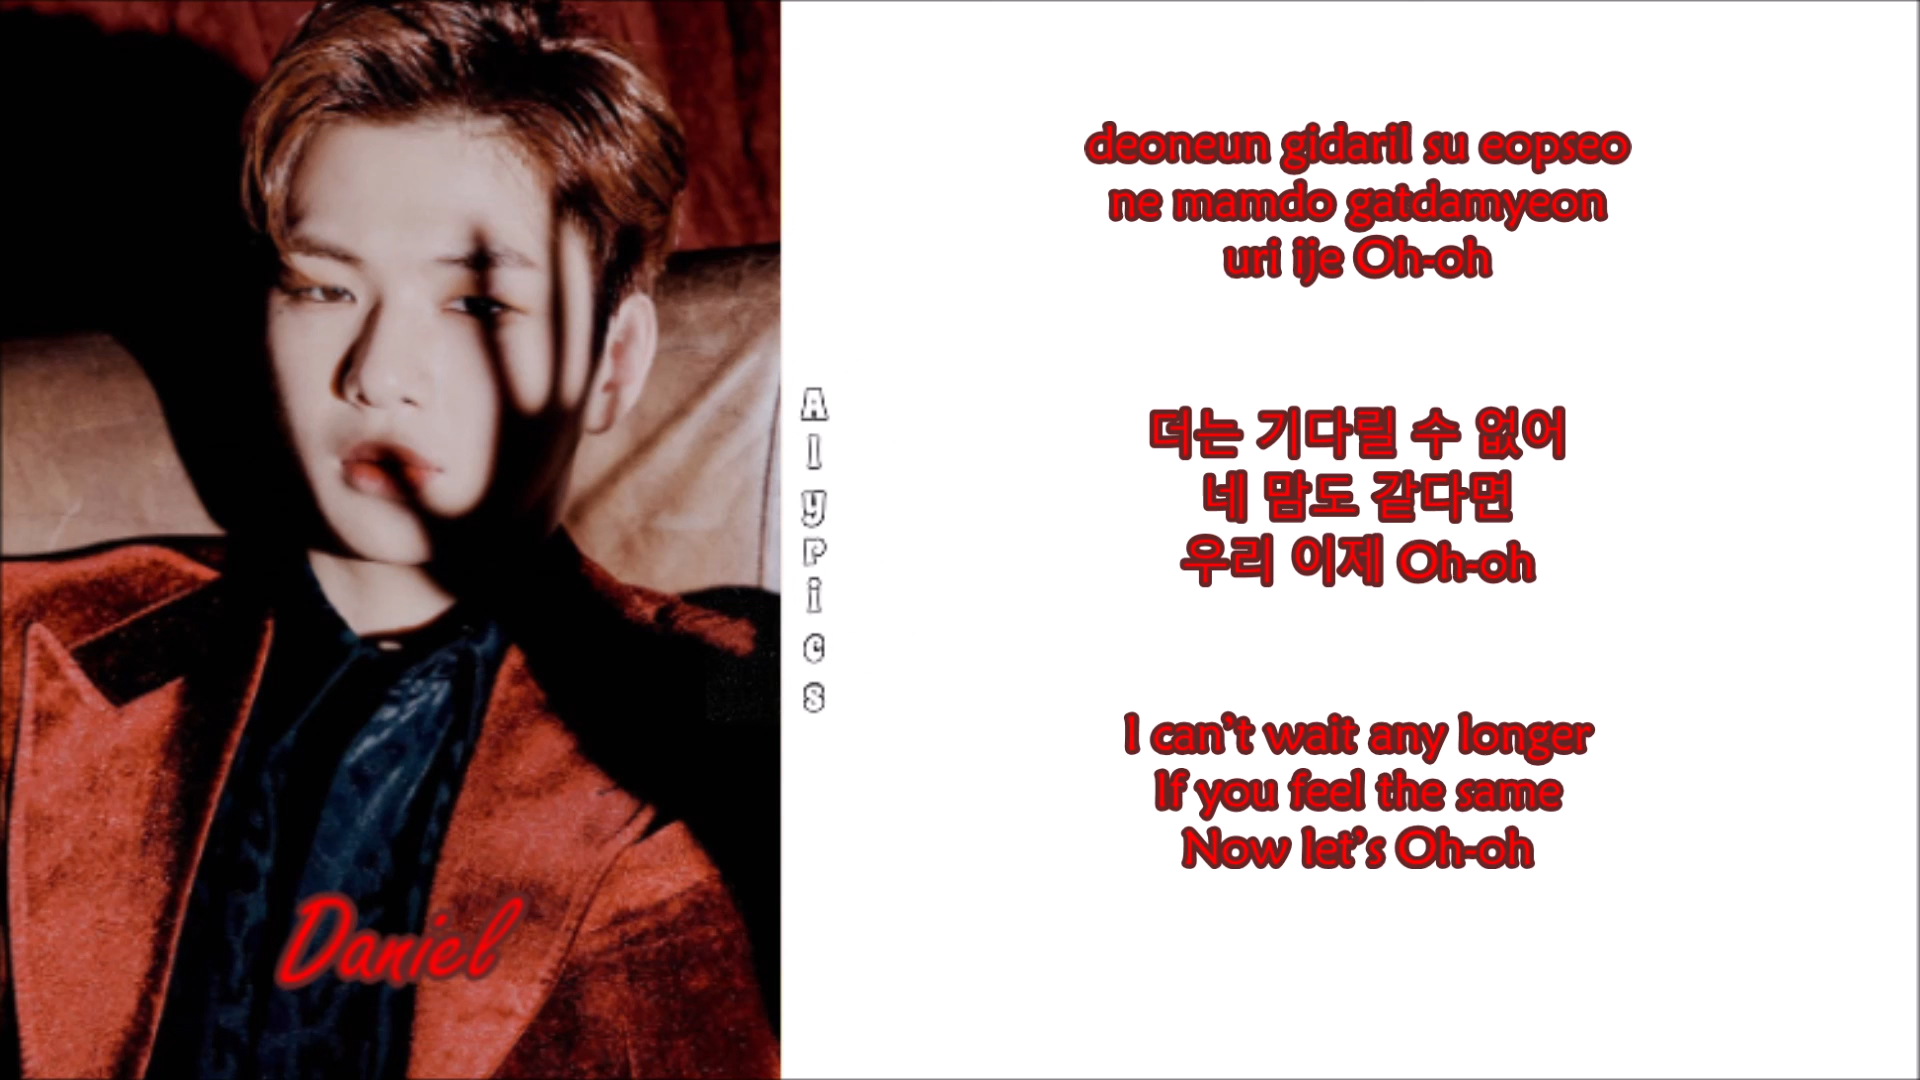 deoneun gidaril su eopseo
ne mamdo gatdamyeon
uri ije Oh-oh
더는 기다릴 수 없어
네 맘도 같다면
우리 이제 Oh-oh
I can't wait any longer
If you feel the same
Now let's Oh-oh
AlyPics
Daniel